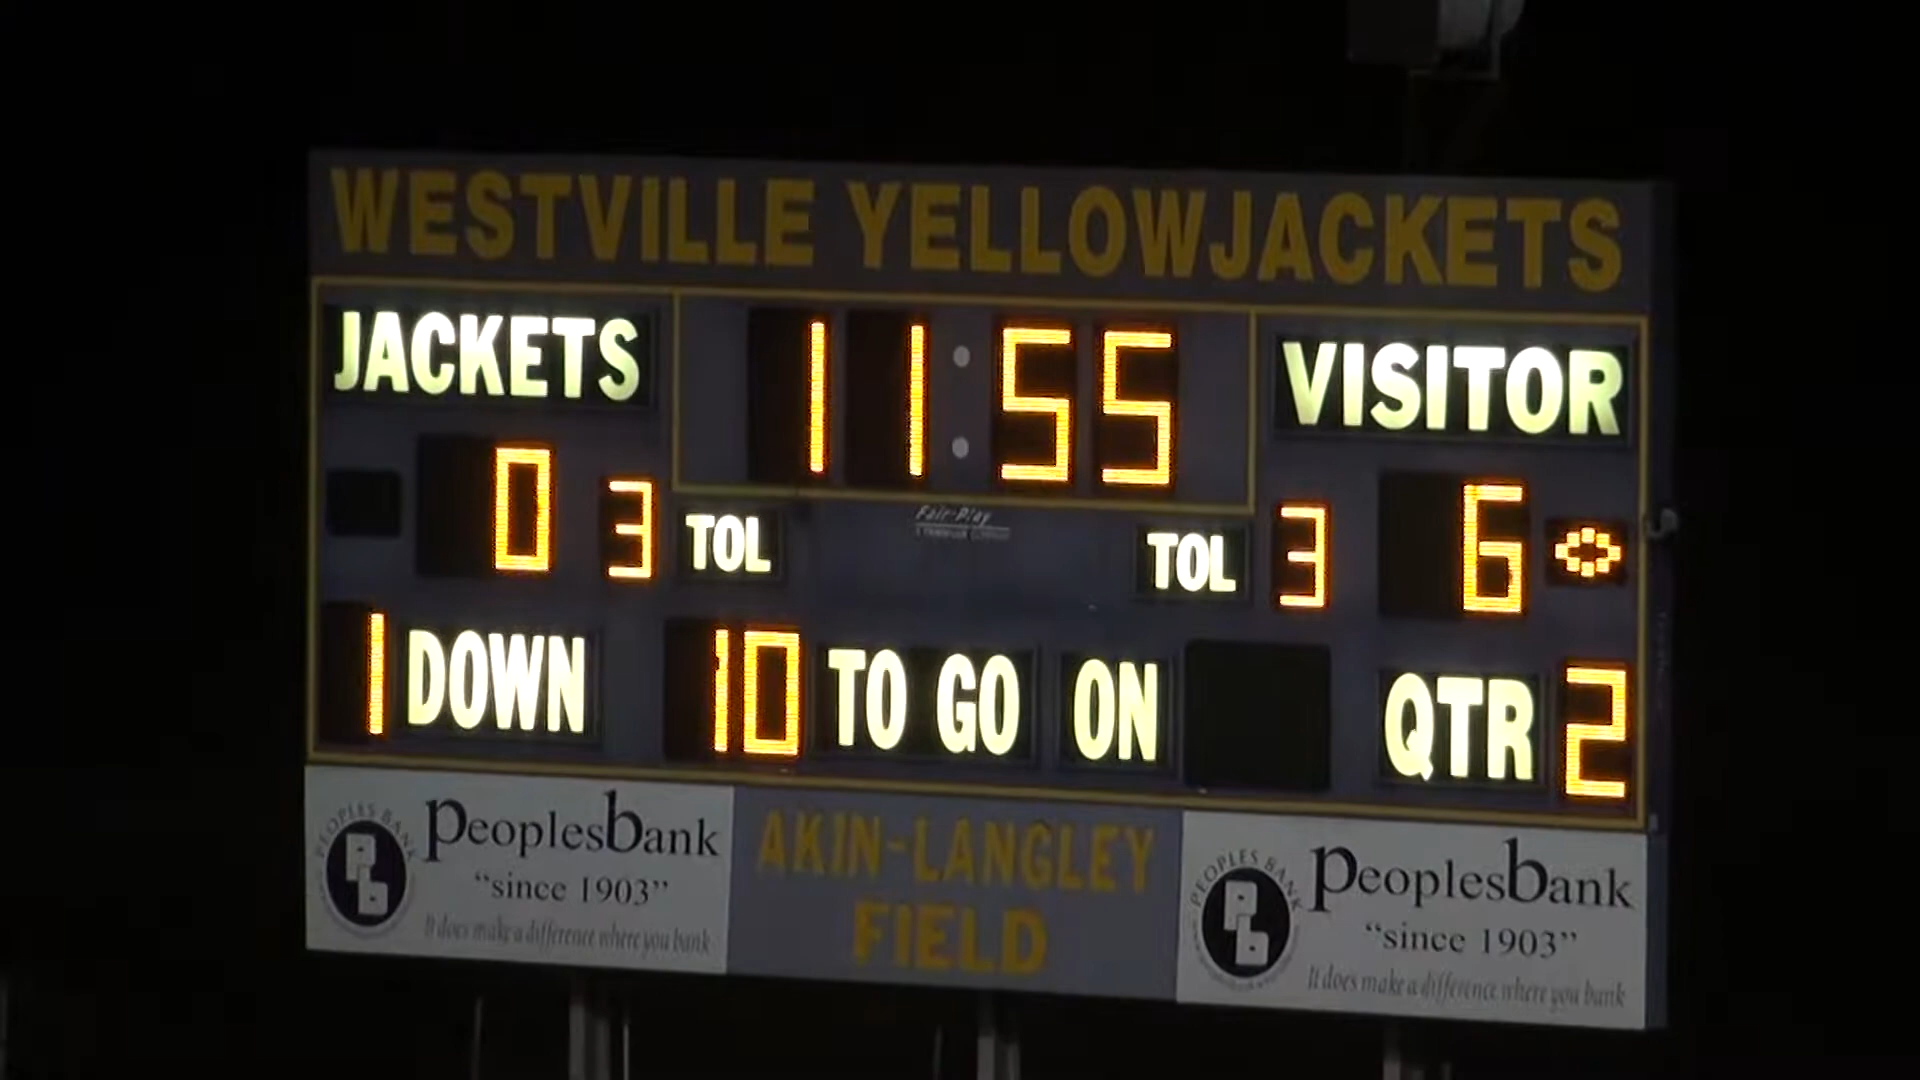 WESTVILLE YELLOWJACKETS
JACKETS 11:55 VISITOR
0 3 TOL Fair-Play TOL 3 6
1 DOWN 10 TO GO ON QTR 2
PEOPLES BANK
Peoplesbank
“since 1903”
It does make a difference where you bank
AKIN-LANGLEY
FIELD
PEOPLES BANK
Peoplesbank
“since 1903”
It does make a difference where you bank